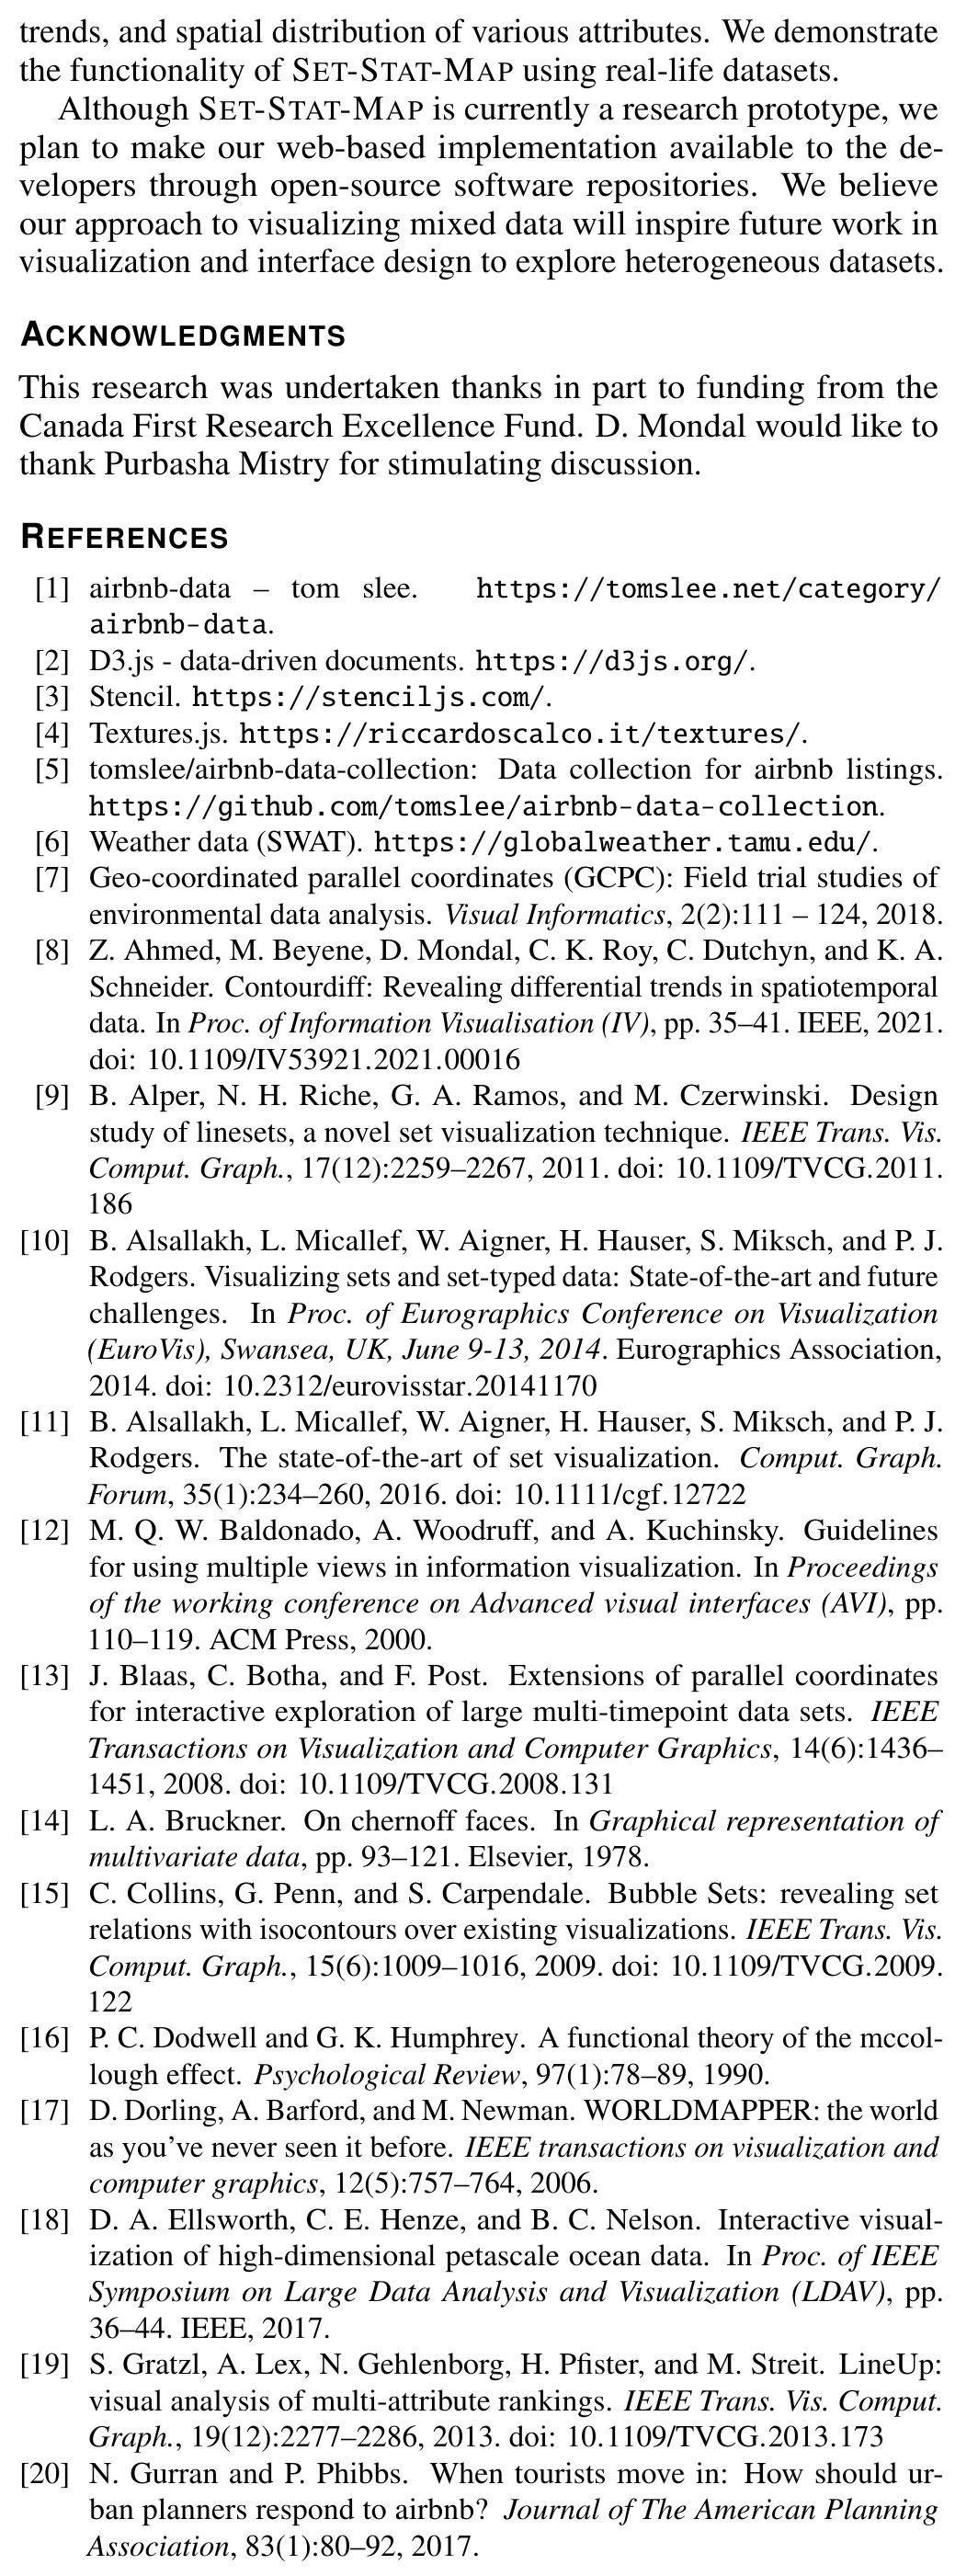 trends, and spatial distribution of various attributes. We demonstrate
the functionality of SET-STAT-MAP using real-life datasets.
Although SET-STAT-MAP is currently a research prototype, we
plan to make our web-based implementation available to the de-
velopers through open-source software repositories. We believe
our approach to visualizing mixed data will inspire future work in
visualization and interface design to explore heterogeneous datasets.
ACKNOWLEDGMENTS
This research was undertaken thanks in part to funding from the
Canada First Research Excellence Fund. D. Mondal would like to
thank Purbasha Mistry for stimulating discussion.
REFERENCES
[1] airbnb-data – tom slee. https://tomslee.net/category/
airbnb-data.
[2] D3.js - data-driven documents. https://d3js.org/.
[3] Stencil. https://stenciljs.com/.
[4] Textures.js. https://riccardoscalco.it/textures/.
[5] tomslee/airbnb-data-collection: Data collection for airbnb listings.
https://github.com/tomslee/airbnb-data-collection.
[6] Weather data (SWAT). https://globalweather.tamu.edu/.
[7] Geo-coordinated parallel coordinates (GCPC): Field trial studies of
environmental data analysis. Visual Informatics, 2(2):111 – 124, 2018.
[8] Z. Ahmed, M. Beyene, D. Mondal, C. K. Roy, C. Dutchyn, and K. A.
Schneider. Contourdiff: Revealing differential trends in spatiotemporal
data. In Proc. of Information Visualisation (IV), pp. 35–41. IEEE, 2021.
doi: 10.1109/IV53921.2021.00016
[9] B. Alper, N. H. Riche, G. A. Ramos, and M. Czerwinski. Design
study of linesets, a novel set visualization technique. IEEE Trans. Vis.
Comput. Graph., 17(12):2259–2267, 2011. doi: 10.1109/TVCG.2011.
186
[10] B. Alsallakh, L. Micallef, W. Aigner, H. Hauser, S. Miksch, and P. J.
Rodgers. Visualizing sets and set-typed data: State-of-the-art and future
challenges. In Proc. of Eurographics Conference on Visualization
(EuroVis), Swansea, UK, June 9-13, 2014. Eurographics Association,
2014. doi: 10.2312/eurovisstar.20141170
[11] B. Alsallakh, L. Micallef, W. Aigner, H. Hauser, S. Miksch, and P. J.
Rodgers. The state-of-the-art of set visualization. Comput. Graph.
Forum, 35(1):234–260, 2016. doi: 10.1111/cgf.12722
[12] M. Q. W. Baldonado, A. Woodruff, and A. Kuchinsky. Guidelines
for using multiple views in information visualization. In Proceedings
of the working conference on Advanced visual interfaces (AVI), pp.
110–119. ACM Press, 2000.
[13] J. Blaas, C. Botha, and F. Post. Extensions of parallel coordinates
for interactive exploration of large multi-timepoint data sets. IEEE
Transactions on Visualization and Computer Graphics, 14(6):1436–
1451, 2008. doi: 10.1109/TVCG.2008.131
[14] L. A. Bruckner. On chernoff faces. In Graphical representation of
multivariate data, pp. 93–121. Elsevier, 1978.
[15] C. Collins, G. Penn, and S. Carpendale. Bubble Sets: revealing set
relations with isocontours over existing visualizations. IEEE Trans. Vis.
Comput. Graph., 15(6):1009–1016, 2009. doi: 10.1109/TVCG.2009.
122
[16] P. C. Dodwell and G. K. Humphrey. A functional theory of the mccol-
lough effect. Psychological Review, 97(1):78–89, 1990.
[17] D. Dorling, A. Barford, and M. Newman. WORLDMAPPER: the world
as you've never seen it before. IEEE transactions on visualization and
computer graphics, 12(5):757–764, 2006.
[18] D. A. Ellsworth, C. E. Henze, and B. C. Nelson. Interactive visual-
ization of high-dimensional petascale ocean data. In Proc. of IEEE
Symposium on Large Data Analysis and Visualization (LDAV), pp.
36–44. IEEE, 2017.
[19] S. Gratzl, A. Lex, N. Gehlenborg, H. Pfister, and M. Streit. LineUp:
visual analysis of multi-attribute rankings. IEEE Trans. Vis. Comput.
Graph., 19(12):2277–2286, 2013. doi: 10.1109/TVCG.2013.173
[20] N. Gurran and P. Phibbs. When tourists move in: How should ur-
ban planners respond to airbnb? Journal of The American Planning
Association, 83(1):80–92, 2017.